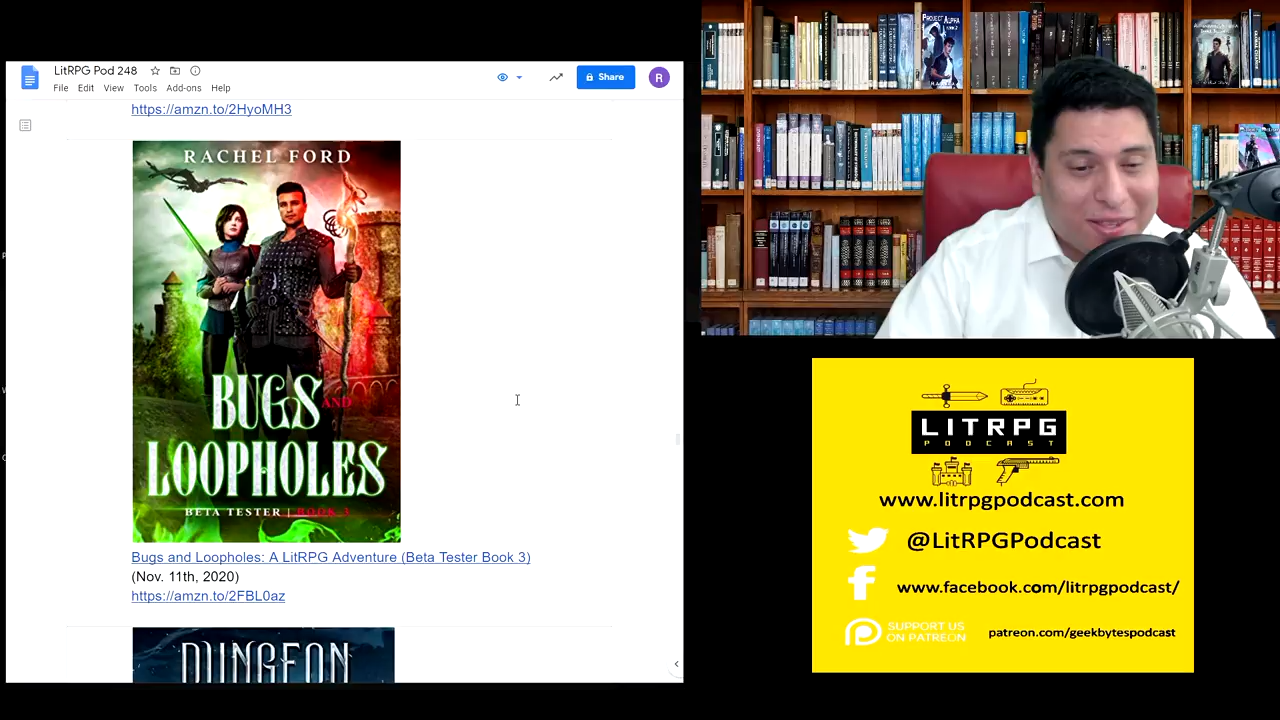 LitRPG Pod 248
File Edit View Tools Add-ons Help
Share
R
https://amzn.to/2HyoMH3
RACHEL FORD
BUGS AND
LOOPHOLES
BETA TESTER | BOOK 3
Bugs and Loopholes: A LitRPG Adventure (Beta Tester Book 3)
(Nov. 11th, 2020)
https://amzn.to/2FBL0az
DUNGEON
PROJECT ALPHA
LITRPG
PODCAST
www.litrpgpodcast.com
@LitRPGPodcast
www.facebook.com/litrpgpodcast/
SUPPORT US
ON PATREON
patreon.com/geekbytespodcast